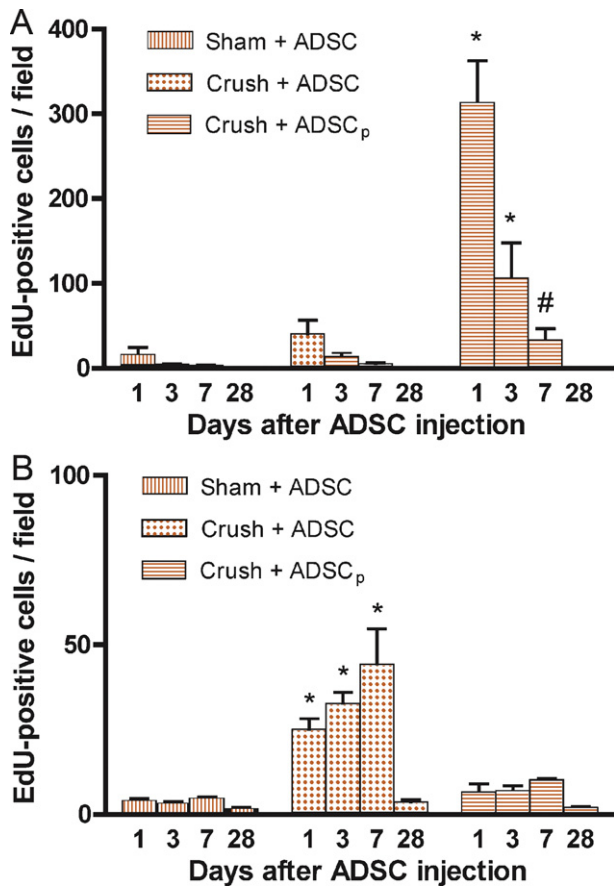 A
EdU-positive cells / field
400
300
200
100
0
Sham + ADSC
Crush + ADSC
Crush + ADSCp
* * #
1 3 7 28 1 3 7 28 1 3 7 28
Days after ADSC injection
B
EdU-positive cells / field
100
50
0
Sham + ADSC
Crush + ADSC
Crush + ADSCp
* * *
1 3 7 28 1 3 7 28 1 3 7 28
Days after ADSC injection